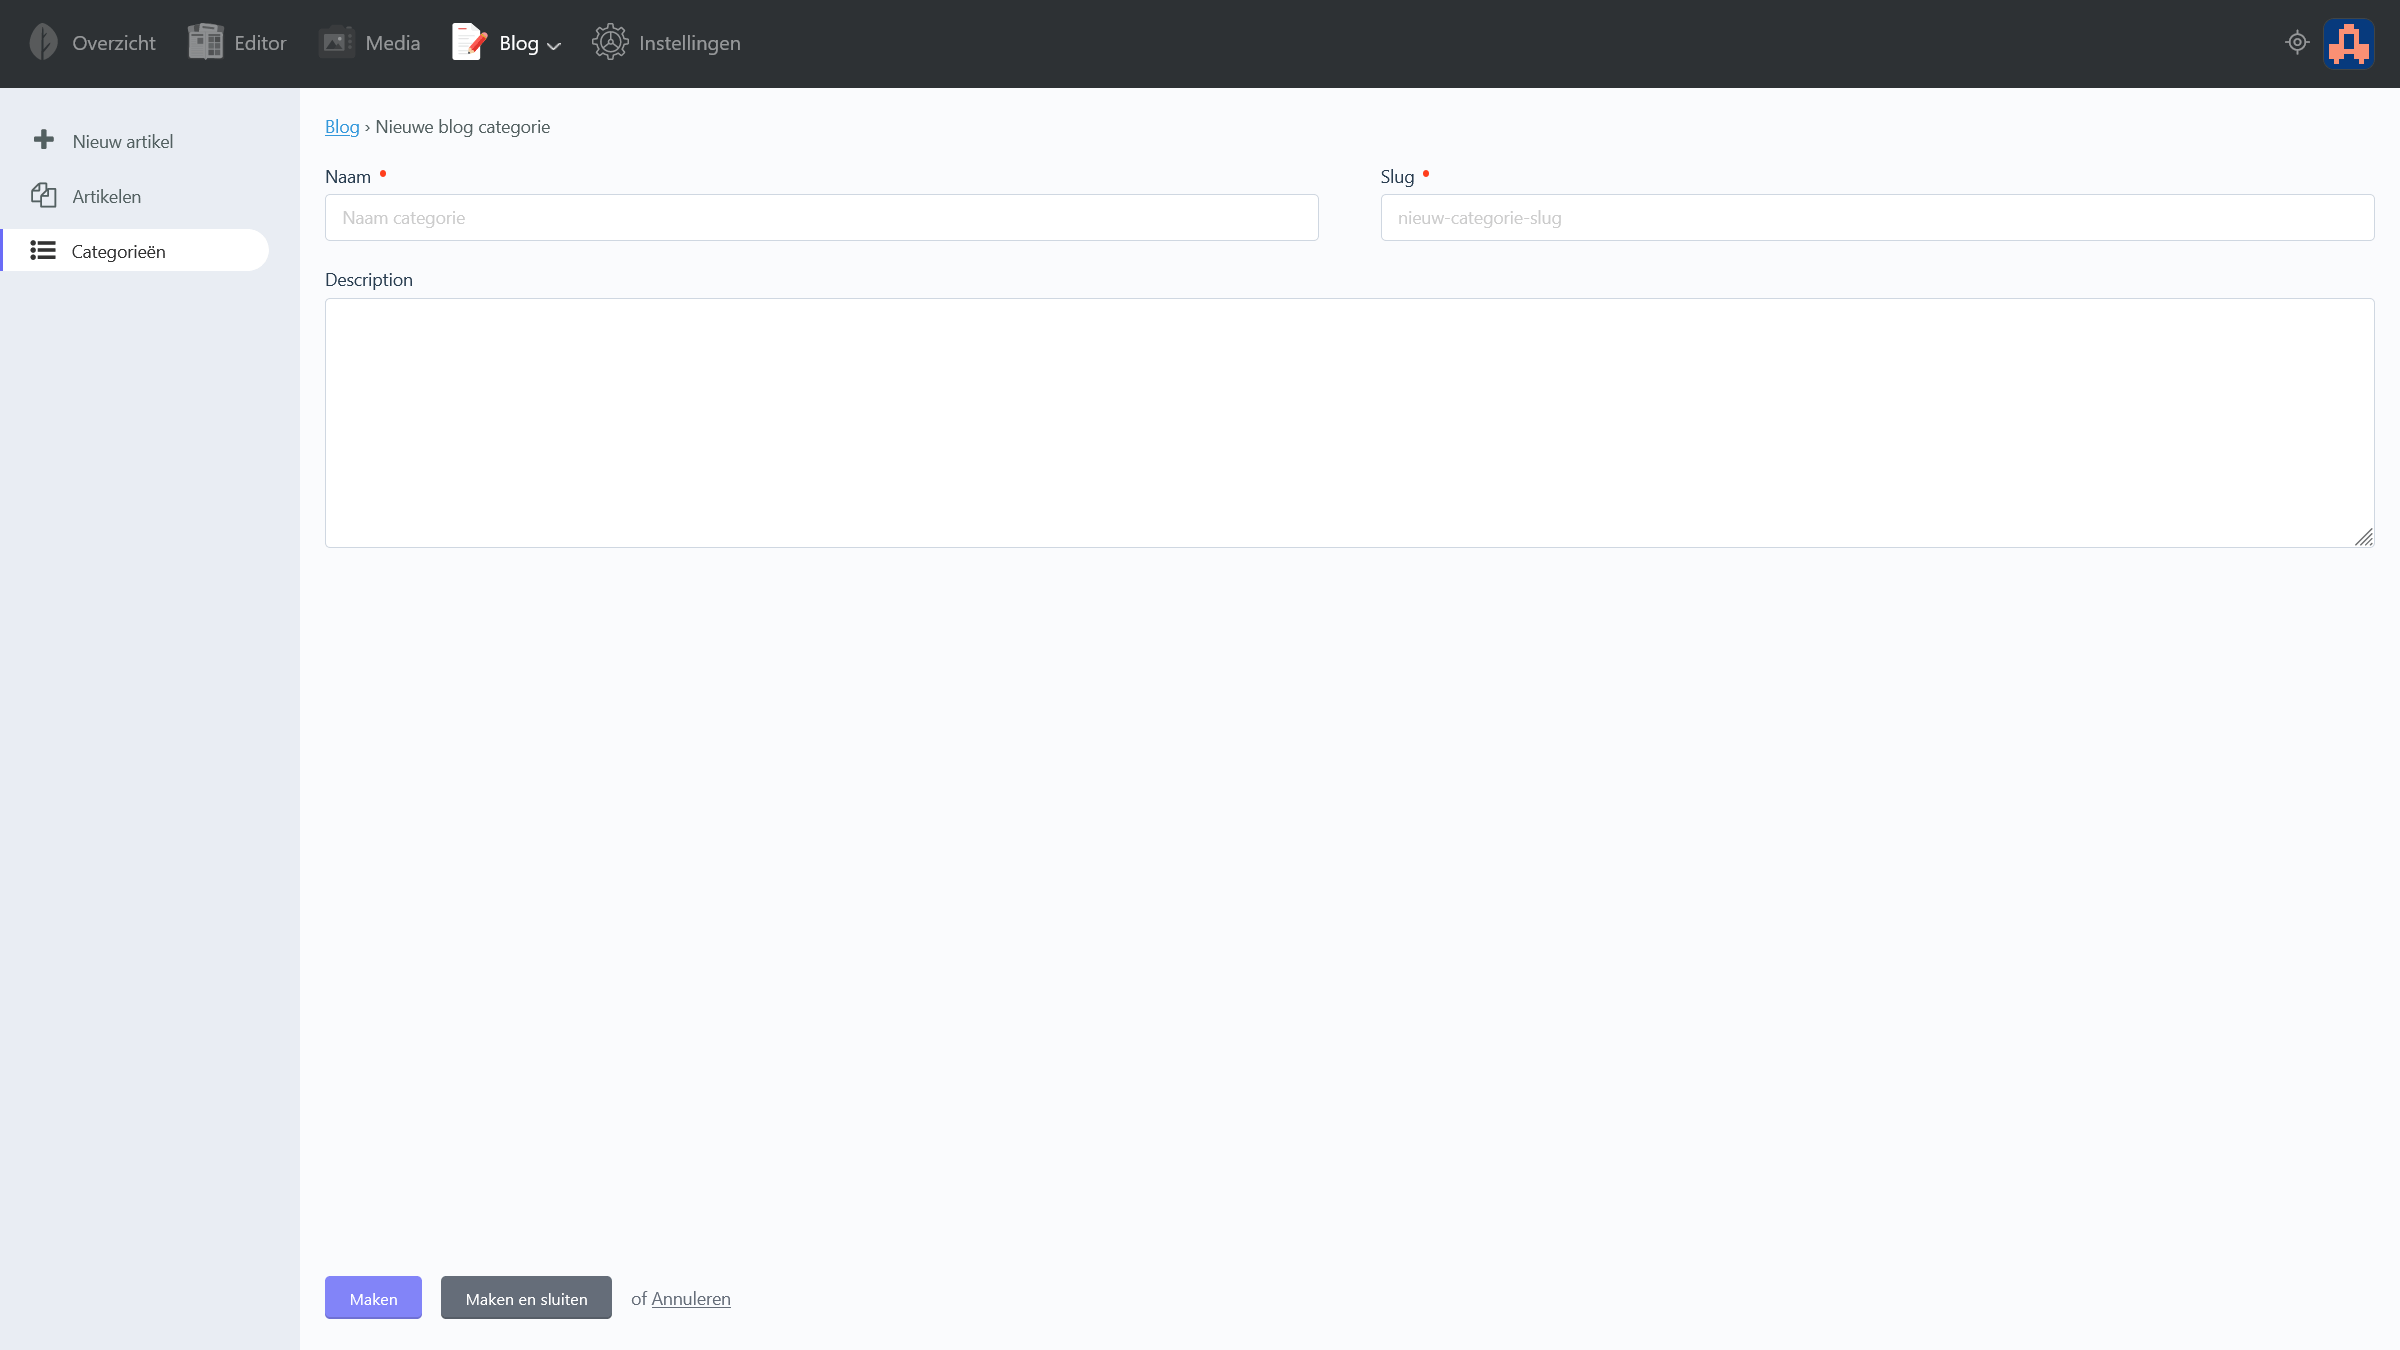 Overzicht Editor Media Blog Instellingen
Nieuw artikel
Artikelen
Categorieën
Blog › Nieuwe blog categorie
Naam Slug
Naam categorie nieuw-categorie-slug
Description
Maken Maken en sluiten of Annuleren